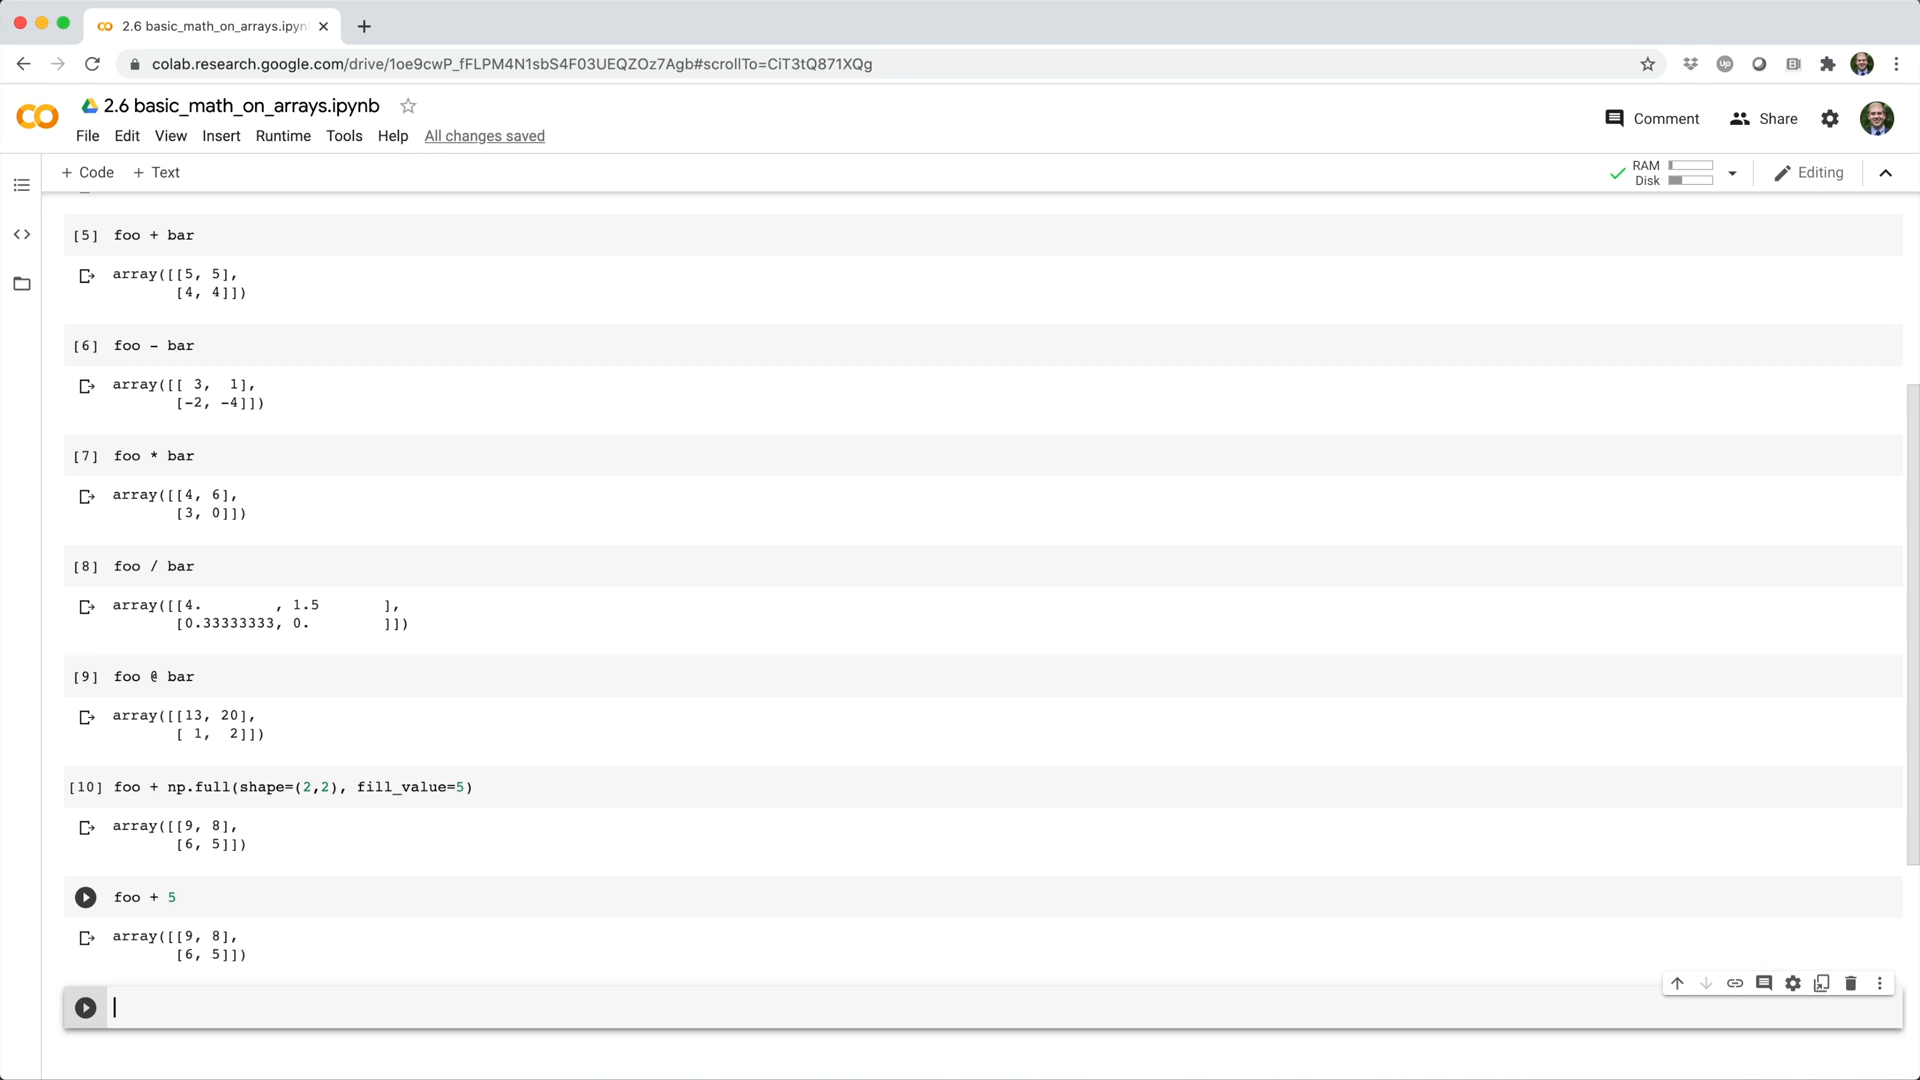 2.6 basic_math_on_arrays.ipyn
colab.research.google.com/drive/1oe9cwP_fFLPM4N1sbS4F03UEQZOz7Agb#scrollTo=CiT3tQ871XQg
2.6 basic_math_on_arrays.ipynb
Comment Share
File Edit View Insert Runtime Tools Help All changes saved
+ Code + Text
RAM
Disk
Editing
[5] foo + bar
array([[5, 5],
[4, 4]])
[6] foo - bar
array([[ 3,  1],
[-2, -4]])
[7] foo * bar
array([[4, 6],
[3, 0]])
[8] foo / bar
array([[4.        , 1.5       ],
[0.33333333, 0.        ]])
[9] foo @ bar
array([[13, 20],
[ 1,  2]])
[10] foo + np.full(shape=(2,2), fill_value=5)
array([[9, 8],
[6, 5]])
foo + 5
array([[9, 8],
[6, 5]])